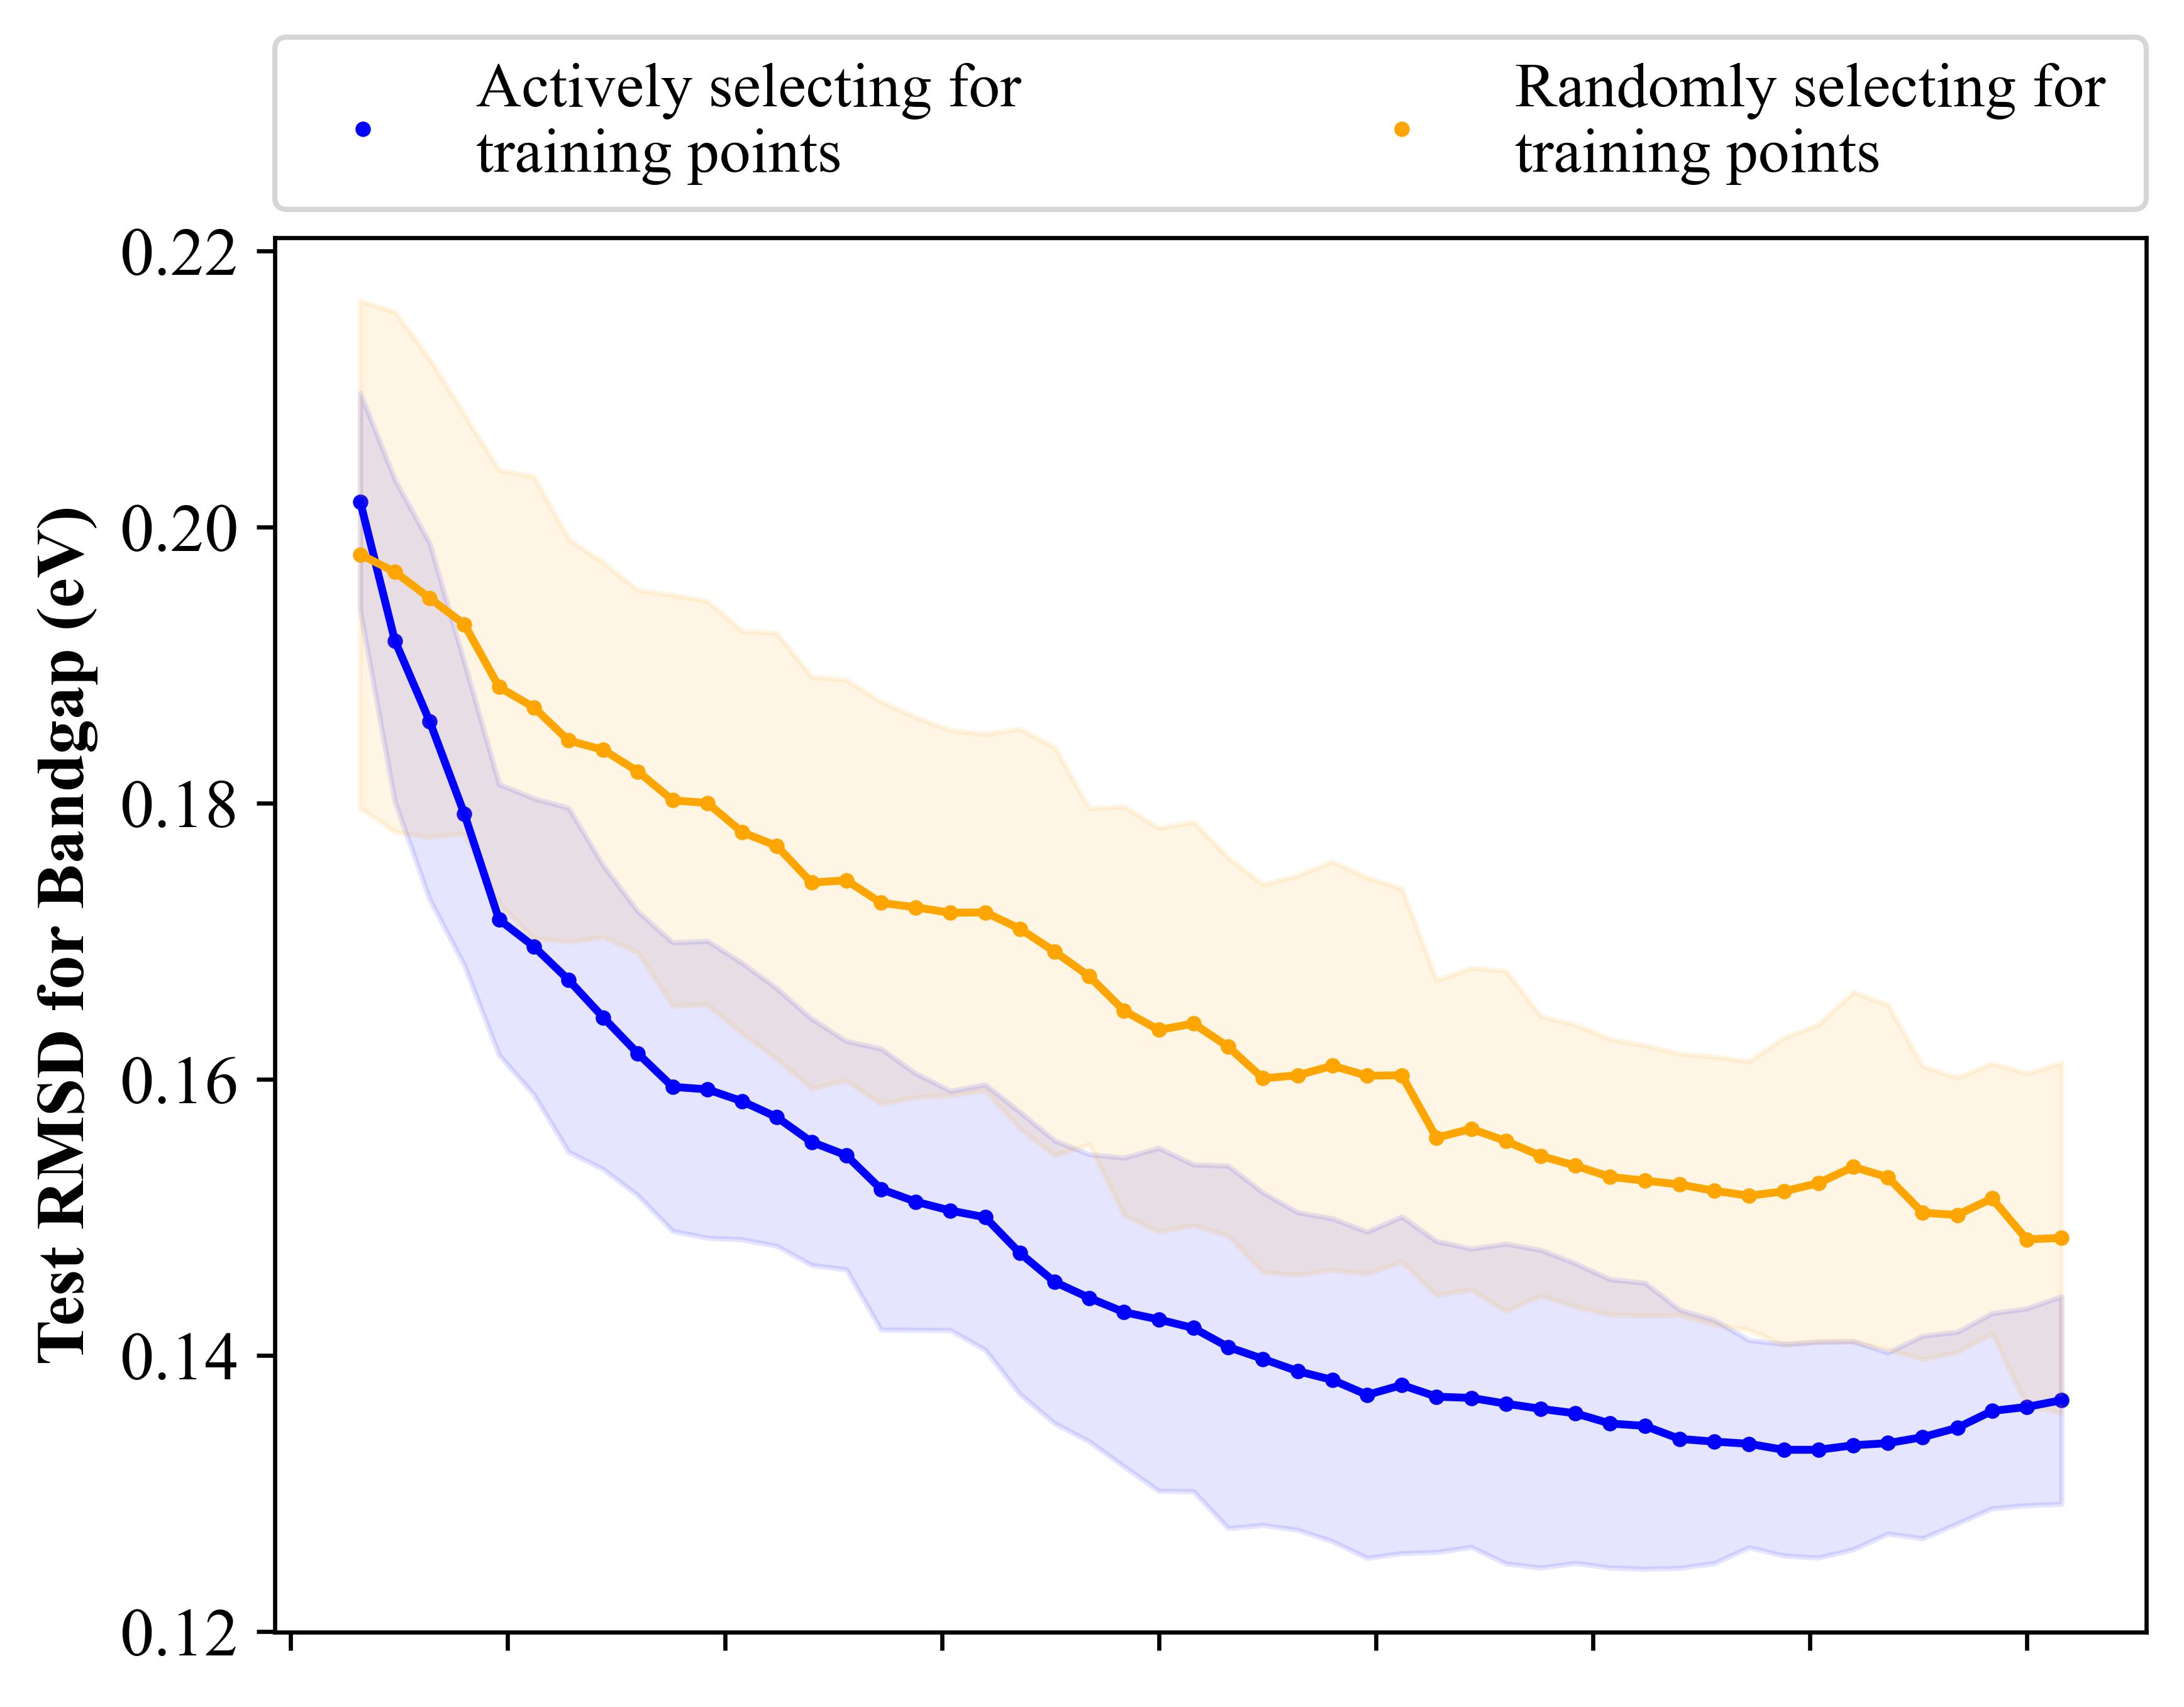 Actively selecting for
training points
Randomly selecting for
training points
Test RMSD for Bandgap (eV)
0.22
0.20
0.18
0.16
0.14
0.12